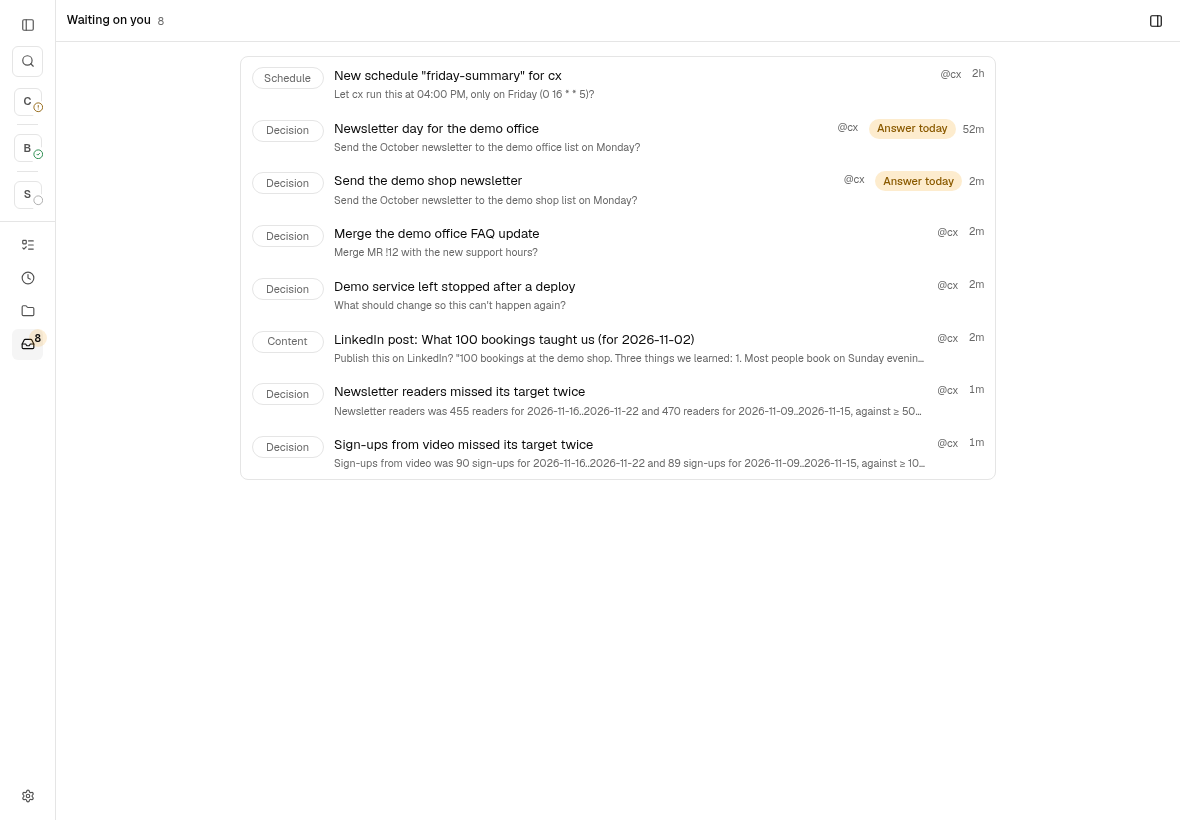 Waiting on you 8
C
B
S
8
Schedule New schedule "friday-summary" for cx @cx 2h
Let cx run this at 04:00 PM, only on Friday (0 16 * * 5)?
Decision Newsletter day for the demo office @cx Answer today 52m
Send the October newsletter to the demo office list on Monday?
Decision Send the demo shop newsletter @cx Answer today 2m
Send the October newsletter to the demo shop list on Monday?
Decision Merge the demo office FAQ update @cx 2m
Merge MR !12 with the new support hours?
Decision Demo service left stopped after a deploy @cx 2m
What should change so this can't happen again?
Content LinkedIn post: What 100 bookings taught us (for 2026-11-02) @cx 2m
Publish this on LinkedIn? "100 bookings at the demo shop. Three things we learned: 1. Most people book on Sunday evenin...
Decision Newsletter readers missed its target twice @cx 1m
Newsletter readers was 455 readers for 2026-11-16..2026-11-22 and 470 readers for 2026-11-09..2026-11-15, against ≥ 50...
Decision Sign-ups from video missed its target twice @cx 1m
Sign-ups from video was 90 sign-ups for 2026-11-16..2026-11-22 and 89 sign-ups for 2026-11-09..2026-11-15, against ≥ 10...